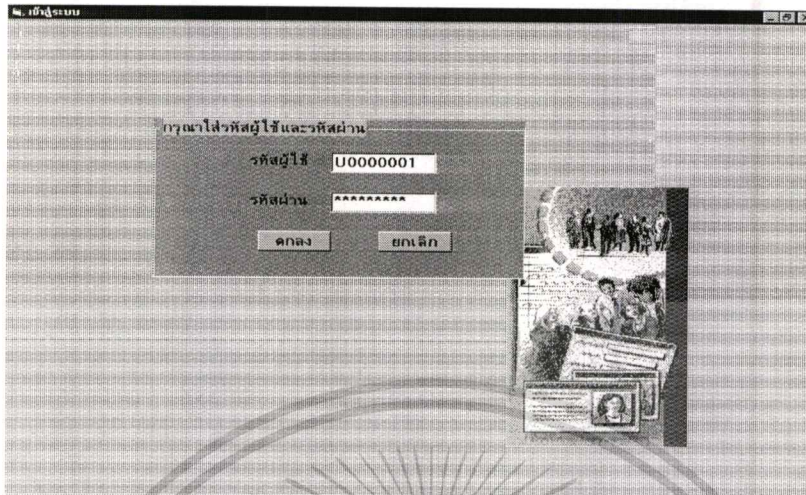 เข้าสู่ระบบ
กรุณาใส่รหัสผู้ใช้และรหัสผ่าน
รหัสผู้ใช้ U0000001
รหัสผ่าน *********
ตกลง ยกเลิก